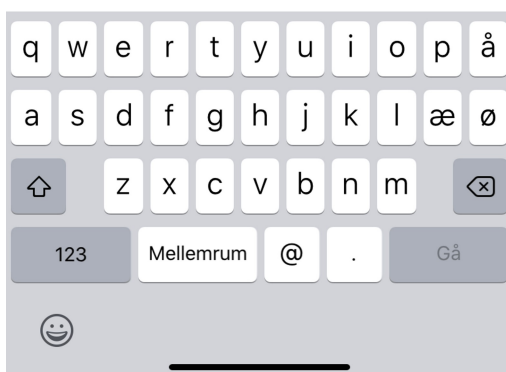 q w e r t y u i o p å
a s d f g h j k l æ ø
z x c v b n m
123 Mellemrum @ . Gå